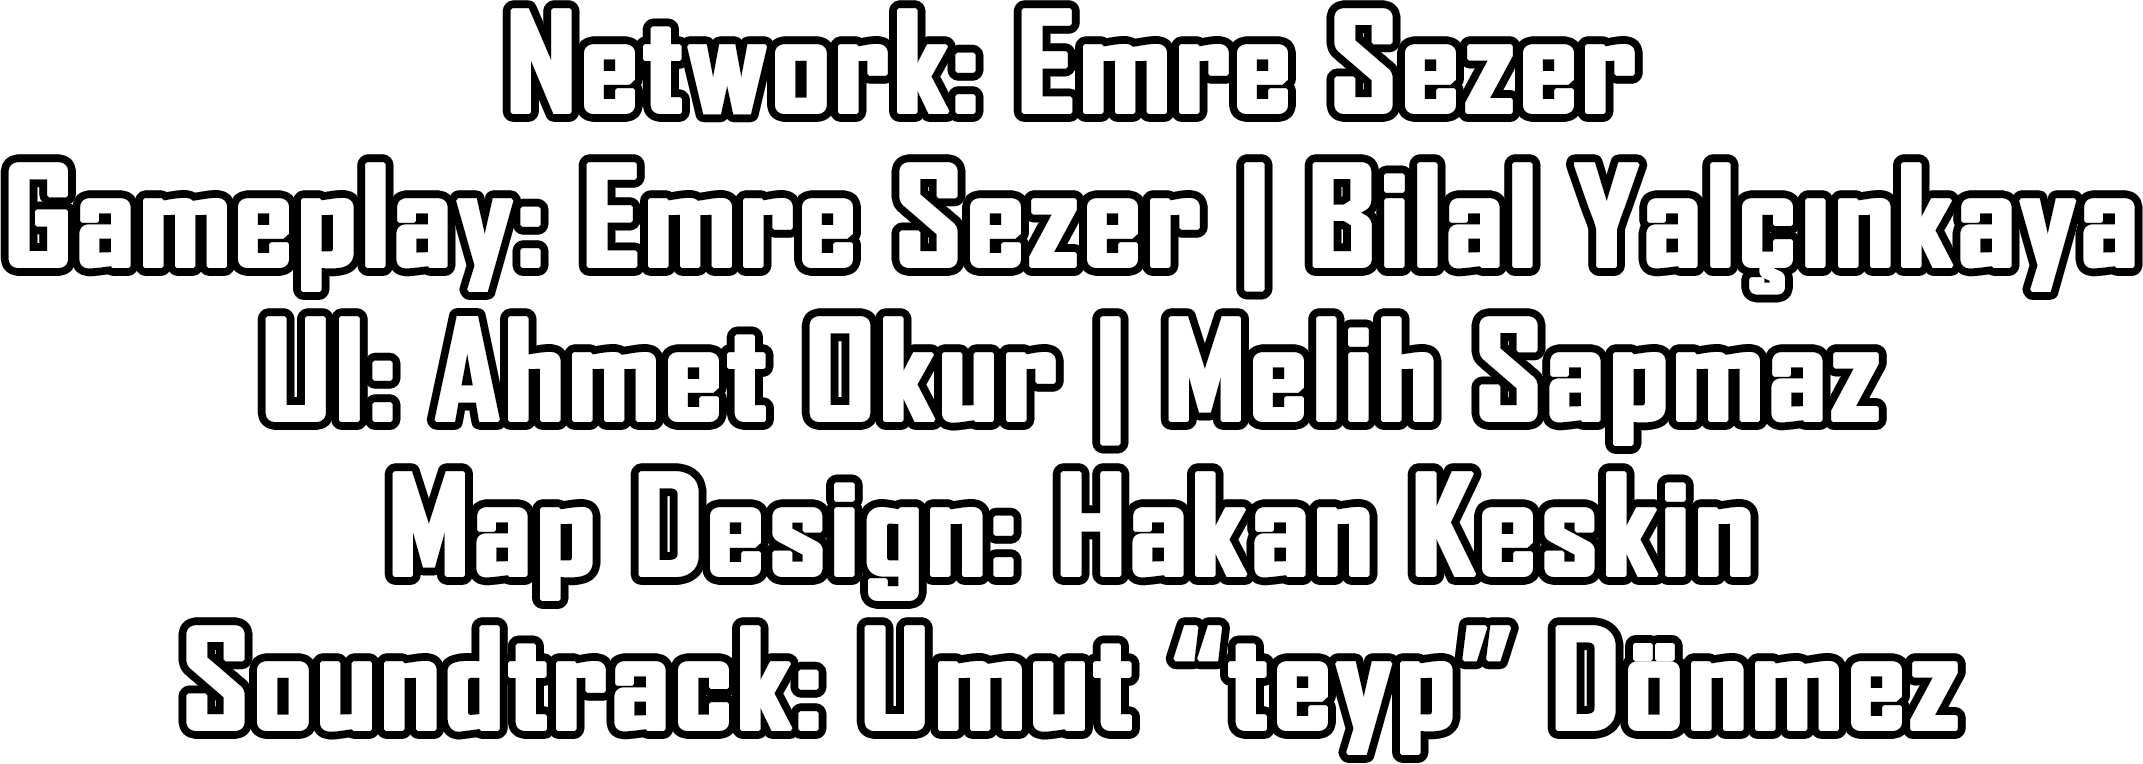 Network: Emre Sezer
Gameplay: Emre Sezer | Bilal Yalçınkaya
UI: Ahmet Okur | Melih Sapmaz
Map Design: Hakan Keskin
Soundtrack: Umut “teyp” Dönmez